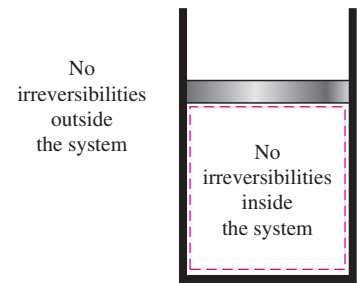 No
irreversibilities
outside
the system
No
irreversibilities
inside
the system